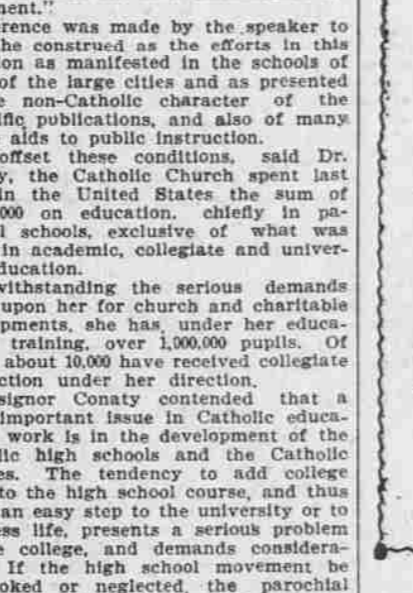 ment."
rence was made by the speaker to
he construed as the efforts in this
on as manifested in the schools of
of the large cities and as presented
e non-Catholic character of the
ific publications, and also of many
aids to public instruction.
offset these conditions, said Dr.
y, the Catholic Church spent last
in the United States the sum of
000 on education, chiefly in pa-
l schools, exclusive of what was
in academic, collegiate and univer-
ducation.
withstanding the serious demands
upon her for church and charitable
opments, she has under her educa-
training, over 1,000,000 pupils. Of
about 10,000 have received collegiate
ction under her direction.
signor Conaty contended that a
important issue in Catholic educa-
work is in the development of the
lic high schools and the Catholic
es. The tendency to add college
to the high school course, and thus
an easy step to the university or to
ess life, presents a serious problem
e college, and demands considera-
If the high school movement be
ooked or neglected, the parochial